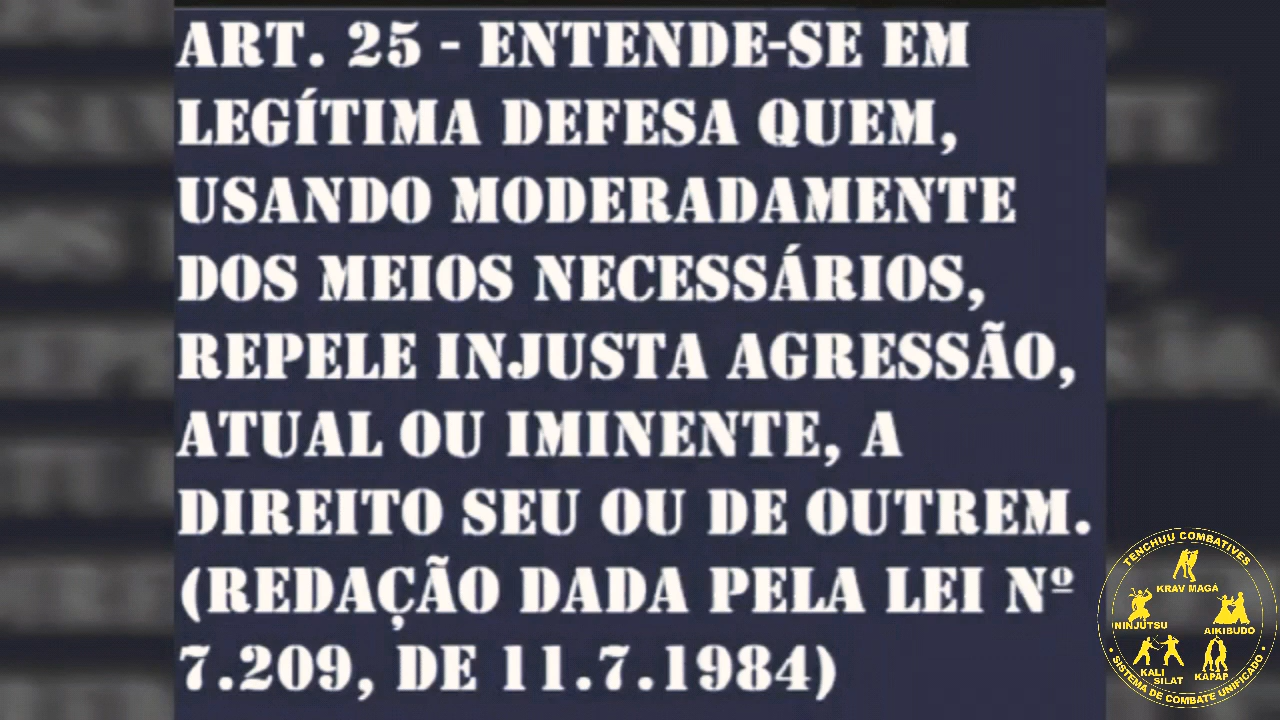 ART. 25 - ENTENDE-SE EM
LEGÍTIMA DEFESA QUEM,
USANDO MODERADAMENTE
DOS MEIOS NECESSÁRIOS,
REPELE INJUSTA AGRESSÃO,
ATUAL OU IMINENTE, A
DIREITO SEU OU DE OUTREM.
(REDAÇÃO DADA PELA LEI Nº
7.209, DE 11.7.1984)
TENCHUU COMBATIVES
KRAV MAGÁ
NINJUTSU
AIKIBUDO
KALI
SILAT
KAPAP
SISTEMA DE COMBATE UNIFICADO